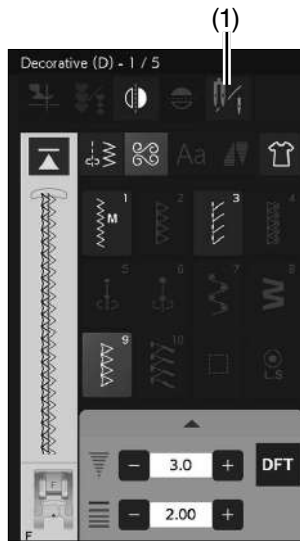 (1)
Decorative (D) - 1 / 5
Aa
1
M
2
3
4
5
6
7
8
9
10
L.S
- 3.0 + DFT
- 2.00 +
F
F